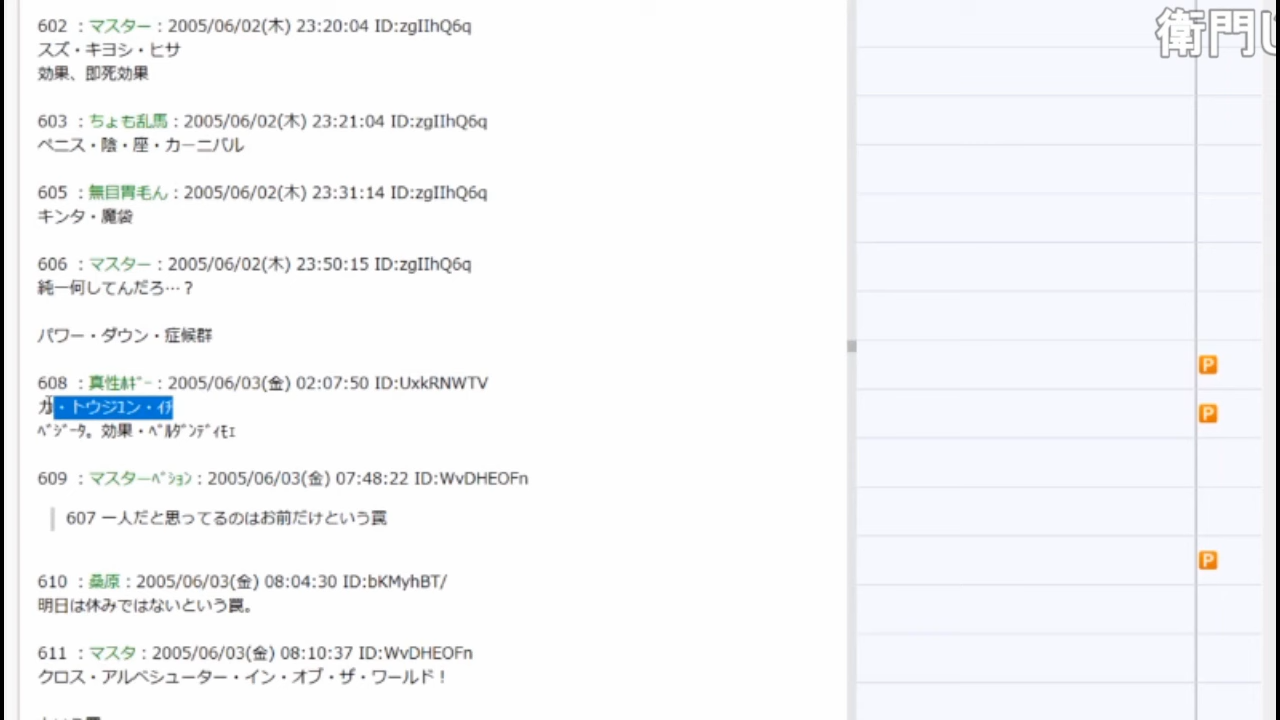 衛門し
602 ：マスター：2005/06/02(木) 23:20:04 ID:zgIIhQ6q
スズ・キヨシ・ヒサ
効果、即死効果
603 ：ちょも乱馬：2005/06/02(木) 23:21:04 ID:zgIIhQ6q
ペニス・陰・座・カーニバル
605 ：無目胃毛ん：2005/06/02(木) 23:31:14 ID:zgIIhQ6q
キンタ・魔袋
606 ：マスター：2005/06/02(木) 23:50:15 ID:zgIIhQ6q
純一何してんだろ…？
パワー・ダウン・症候群
608 ：真性ﾎｷﾞｰ：2005/06/03(金) 02:07:50 ID:UxkRNWTV
・トウジﾕン・ｲﾁ
ﾍﾞｼﾞｰﾀ。効果・ﾍﾞﾙﾀﾞﾝﾃﾞｨﾓｴ
609 ：マスターﾍﾞｼｮﾝ：2005/06/03(金) 07:48:22 ID:WvDHEOFn
607 一人だと思ってるのはお前だけという罠
610 ：桑原：2005/06/03(金) 08:04:30 ID:bKMyhBT/
明日は休みではないという罠。
611 ：マスタ：2005/06/03(金) 08:10:37 ID:WvDHEOFn
クロス・アルベシューター・イン・オブ・ザ・ワールド！
P
P
P